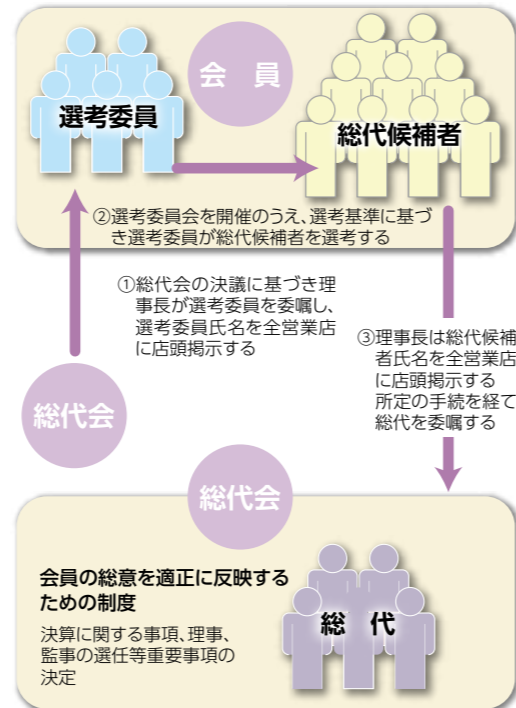 会 員
選考委員
総代候補者
②選考委員会を開催のうえ、選考基準に基づ
き選考委員が総代候補者を選考する
①総代会の決議に基づき理
事長が選考委員を委嘱し、
選考委員氏名を全営業店
に店頭掲示する
③理事長は総代候補
者氏名を全営業店
に店頭掲示する
所定の手続を経て
総代を委嘱する
総代会
総代会
会員の総意を適正に反映する
ための制度
決算に関する事項、理事、
監事の選任等重要事項の
決定
総 代